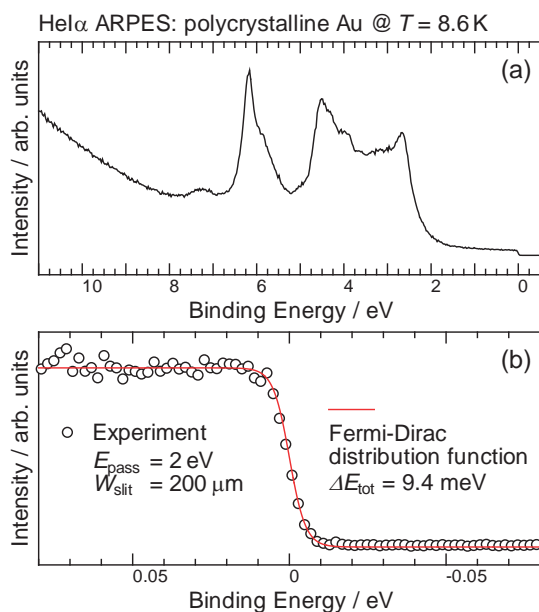 HeIα ARPES: polycrystalline Au @ T = 8.6 K
(a)
Intensity / arb. units
10 8 6 4 2 0
Binding Energy / eV
(b)
Intensity / arb. units
Experiment
E_pass = 2 eV
W_slit = 200 μm
Fermi-Dirac
distribution function
ΔE_tot = 9.4 meV
0.05 0 -0.05
Binding Energy / eV